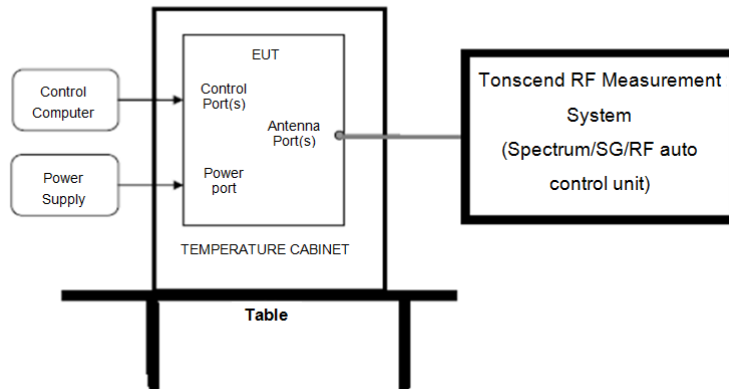 EUT
Control
Computer
Control
Port(s)
Antenna
Port(s)
Power
Supply
Power
port
TEMPERATURE CABINET
Table
Tonscend RF Measurement
System
(Spectrum/SG/RF auto
control unit)